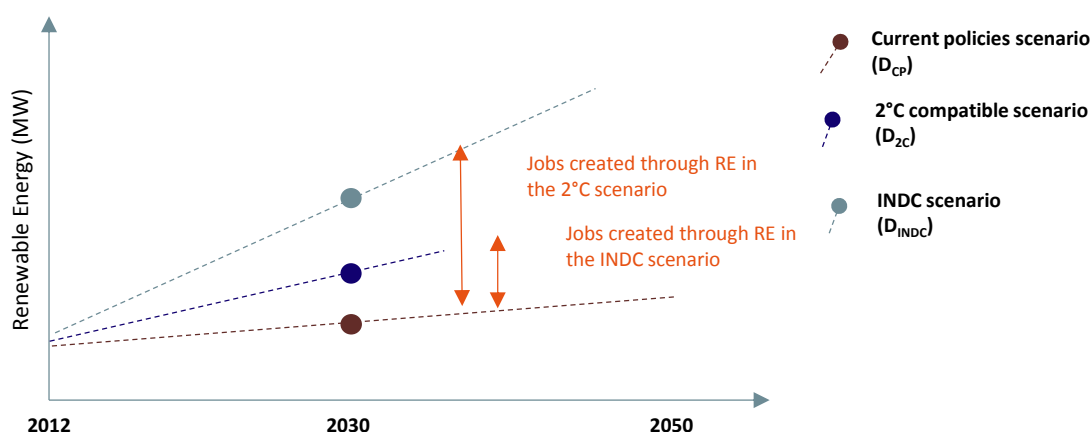 Renewable Energy (MW)
Jobs created through RE in
the 2°C scenario
Jobs created through RE in
the INDC scenario
2012
2030
2050
Current policies scenario
(DCP)
2°C compatible scenario
(D2C)
INDC scenario
(DINDC)